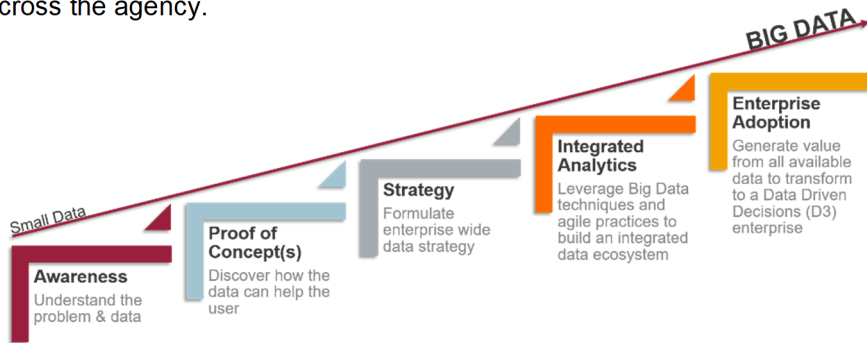 cross the agency.
BIG DATA
Small Data
Awareness
Understand the
problem & data
Proof of
Concept(s)
Discover how the
data can help the
user
Strategy
Formulate
enterprise wide
data strategy
Integrated
Analytics
Leverage Big Data
techniques and
agile practices to
build an integrated
data ecosystem
Enterprise
Adoption
Generate value
from all available
data to transform
to a Data Driven
Decisions (D3)
enterprise